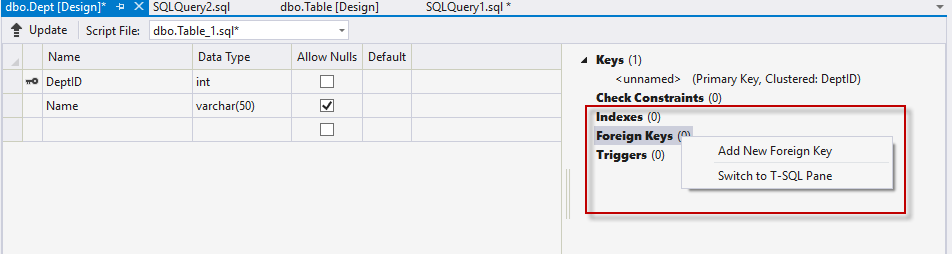 dbo.Dept [Design]* SQLQuery2.sql dbo.Table [Design] SQLQuery1.sql *
Update Script File: dbo.Table_1.sql*
Name Data Type Allow Nulls Default
DeptID int
Name varchar(50)
Keys (1)
<unnamed> (Primary Key, Clustered: DeptID)
Check Constraints (0)
Indexes (0)
Foreign Keys (0)
Triggers (0)
Add New Foreign Key
Switch to T-SQL Pane